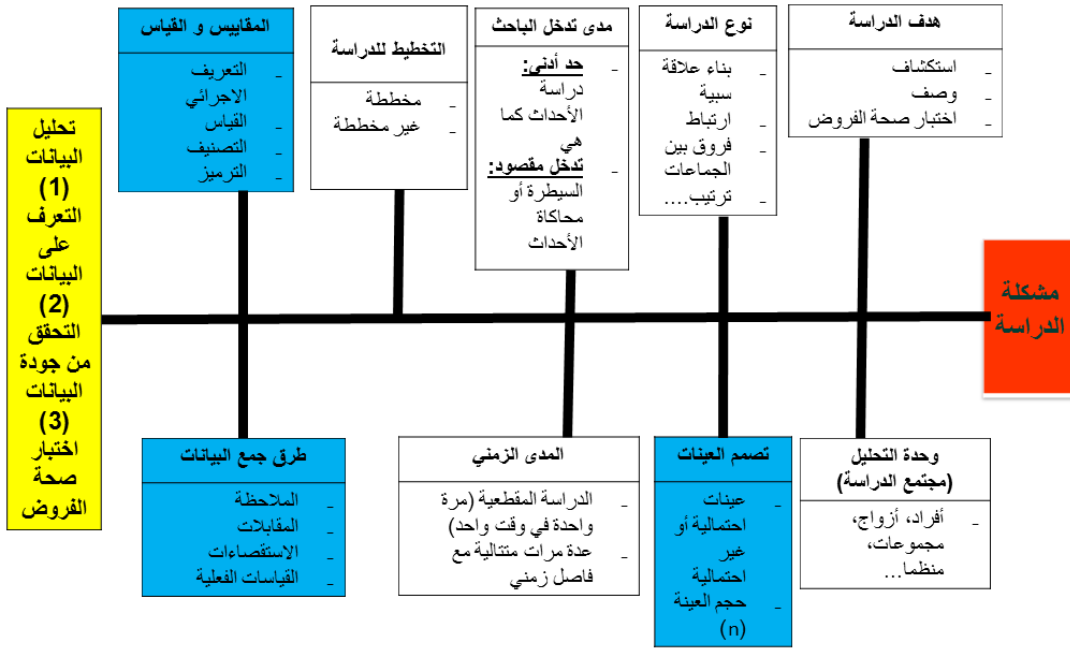 مشكلة
الدراسة
هدف الدراسة
- استكشاف
- وصف
- اختبار صحة الفروض
نوع الدراسة
- بناء علاقة
سببية
- ارتباط
- فروق بين
الجماعات
- ترتيب....
مدى تدخل الباحث
- حد أدنى:
دراسة
الأحداث كما
هي
- تدخل مقصود:
السيطرة أو
محاكاة
الأحداث
التخطيط للدراسة
- مخططة
- غير مخططة
المقاييس و القياس
- التعريف
الاجرائي
- القياس
- التصنيف
- الترميز
وحدة التحليل
(مجتمع الدراسة)
- أفراد، أزواج،
مجموعات،
منظما...
تصمم العينات
- عينات
احتمالية أو
غير
احتمالية
- حجم العينة
(n)
المدى الزمني
- الدراسة المقطعية (مرة
واحدة في وقت واحد)
- عدة مرات متتالية مع
فاصل زمني
طرق جمع البيانات
- الملاحظة
- المقابلات
- الاستقصاءات
- القياسات الفعلية
تحليل
البيانات
(1)
التعرف
على
البيانات
(2)
التحقق
من جودة
البيانات
(3)
اختبار
صحة
الفروض